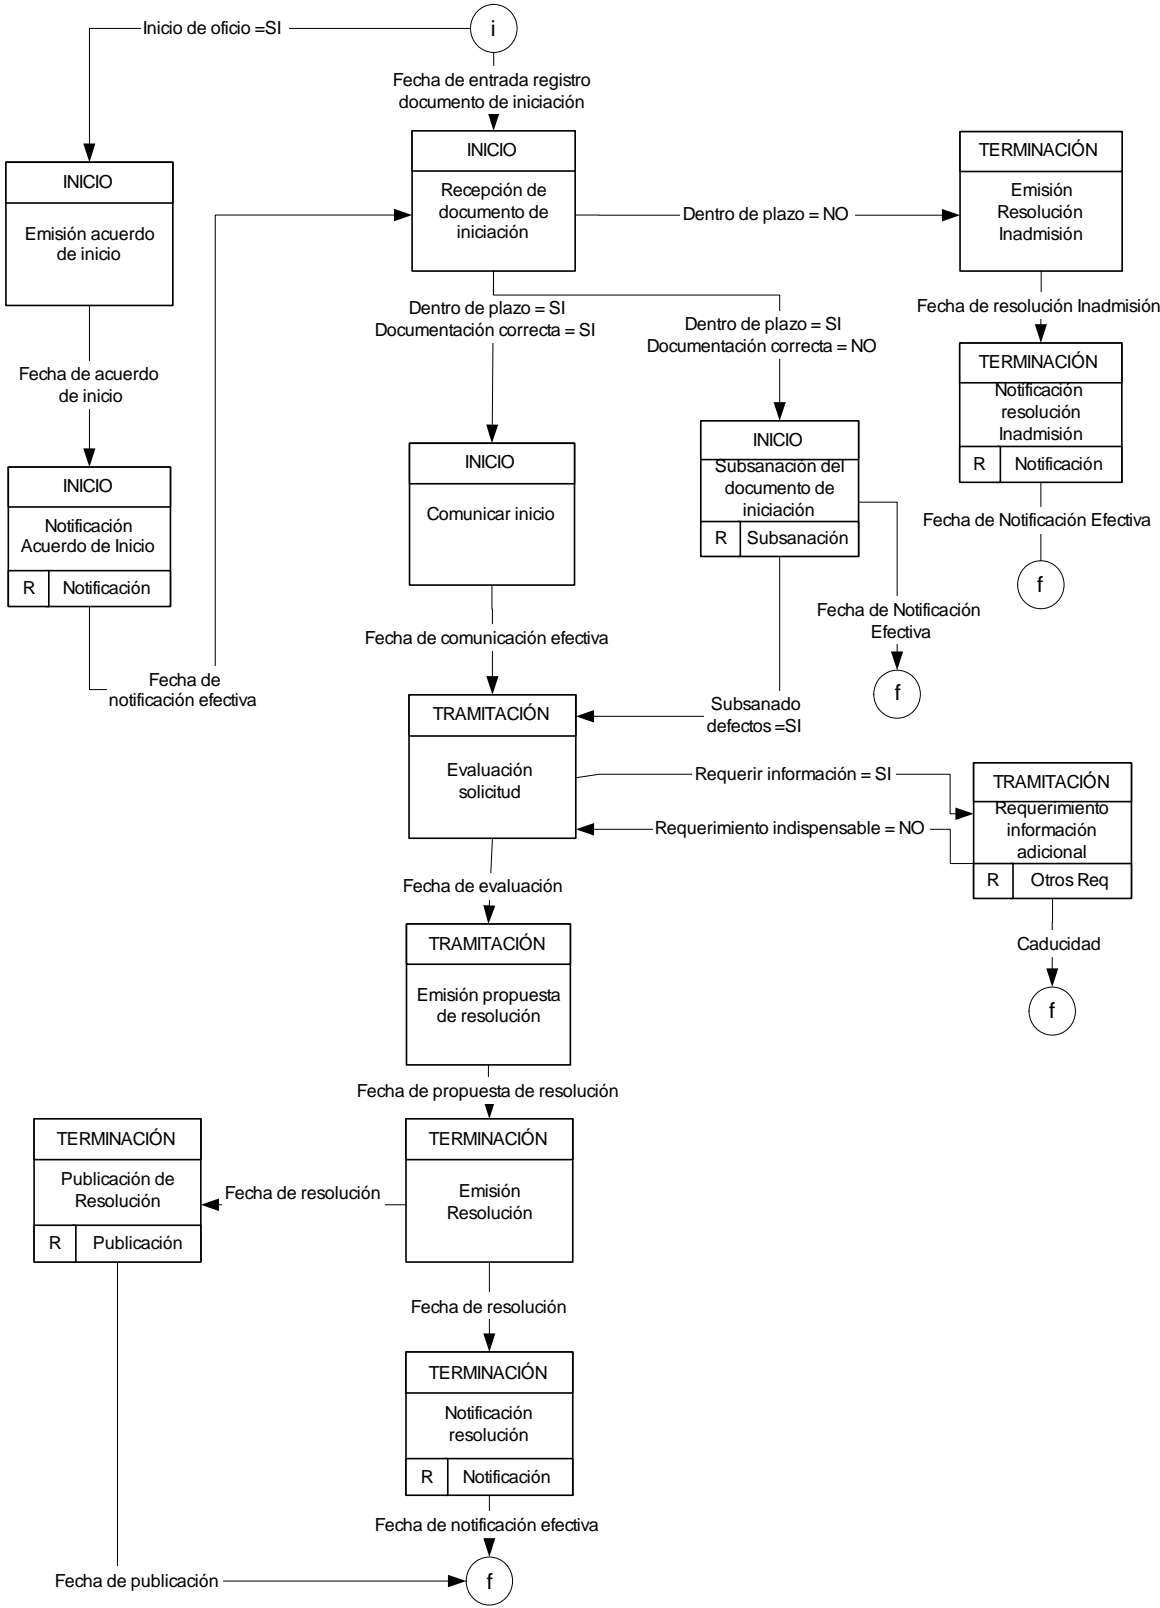 i
Inicio de oficio =SI
Fecha de entrada registro
documento de iniciación
INICIO
Emisión acuerdo
de inicio
INICIO
Recepción de
documento de
iniciación
Dentro de plazo = NO
TERMINACIÓN
Emisión
Resolución
Inadmisión
Fecha de acuerdo
de inicio
Dentro de plazo = SI
Documentación correcta = SI
Dentro de plazo = SI
Documentación correcta = NO
Fecha de resolución Inadmisión
TERMINACIÓN
Notificación
resolución
Inadmisión
R Notificación
INICIO
Notificación
Acuerdo de Inicio
R Notificación
INICIO
Comunicar inicio
INICIO
Subsanación del
documento de
iniciación
R Subsanación
Fecha de Notificación Efectiva
f
Fecha de
notificación efectiva
Fecha de comunicación efectiva
Fecha de Notificación
Efectiva
f
TRAMITACIÓN
Evaluación
solicitud
Subsanado
defectos =SI
Requerir información = SI
Requerimiento indispensable = NO
TRAMITACIÓN
Requerimiento
información
adicional
R Otros Req
Fecha de evaluación
Caducidad
f
TRAMITACIÓN
Emisión propuesta
de resolución
Fecha de propuesta de resolución
TERMINACIÓN
Publicación de
Resolución
R Publicación
Fecha de resolución
TERMINACIÓN
Emisión
Resolución
Fecha de resolución
TERMINACIÓN
Notificación
resolución
R Notificación
Fecha de notificación efectiva
Fecha de publicación
f